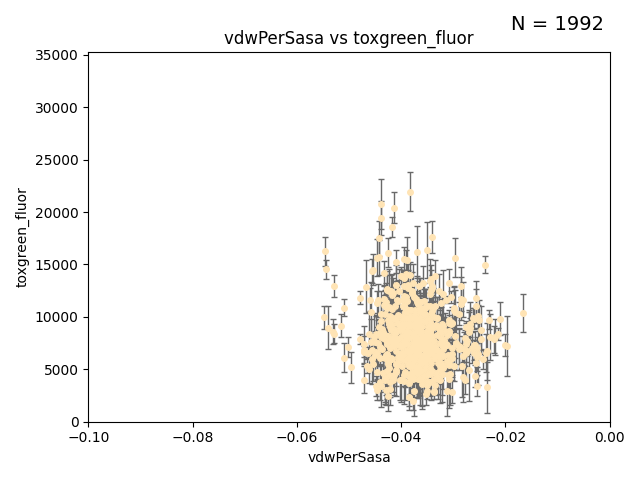 N = 1992
vdwPerSasa vs toxgreen_fluor
35000
30000
25000
20000
15000
10000
5000
0
toxgreen_fluor
−0.10 −0.08 −0.06 −0.04 −0.02 0.00
vdwPerSasa